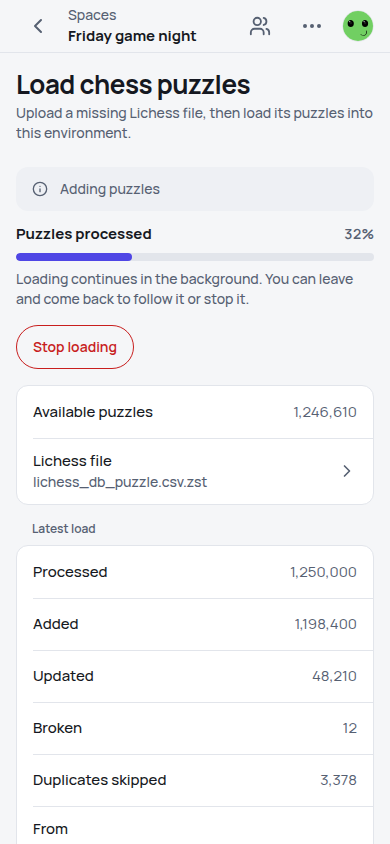 Spaces
Friday game night
Load chess puzzles
Upload a missing Lichess file, then load its puzzles into
this environment.
Adding puzzles
Puzzles processed 32%
Loading continues in the background. You can leave
and come back to follow it or stop it.
Stop loading
Available puzzles 1,246,610
Lichess file
lichess_db_puzzle.csv.zst
Latest load
Processed 1,250,000
Added 1,198,400
Updated 48,210
Broken 12
Duplicates skipped 3,378
From